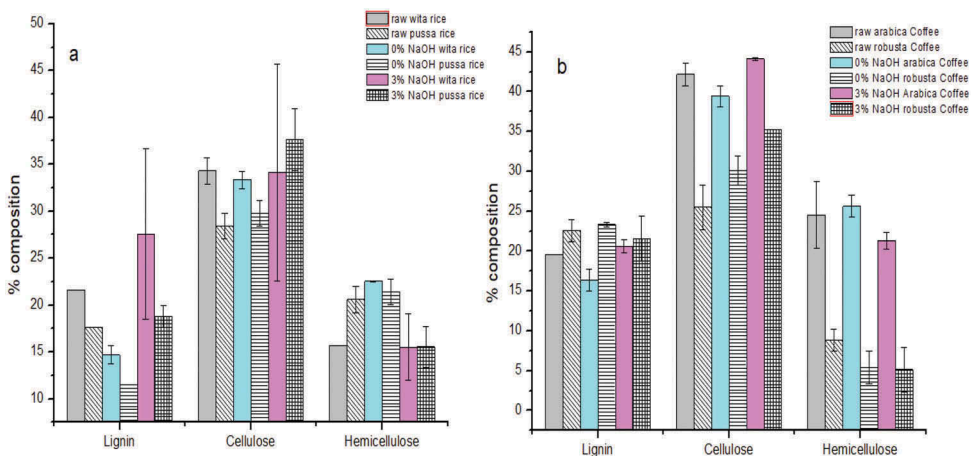 a
% composition
50
45
40
35
30
25
20
15
10
raw wita rice
raw pussa rice
0% NaOH wita rice
0% NaOH pussa rice
3% NaOH wita rice
3% NaOH pussa rice
Lignin Cellulose Hemicellulose
b
% composition
50
45
40
35
30
25
20
15
10
5
0
raw arabica Coffee
raw robusta Coffee
0% NaOH arabica Coffee
0% NaOH robusta Coffee
3% NaOH Arabica Coffee
3% NaOH robusta Coffee
Lignin Cellulose Hemicellulose